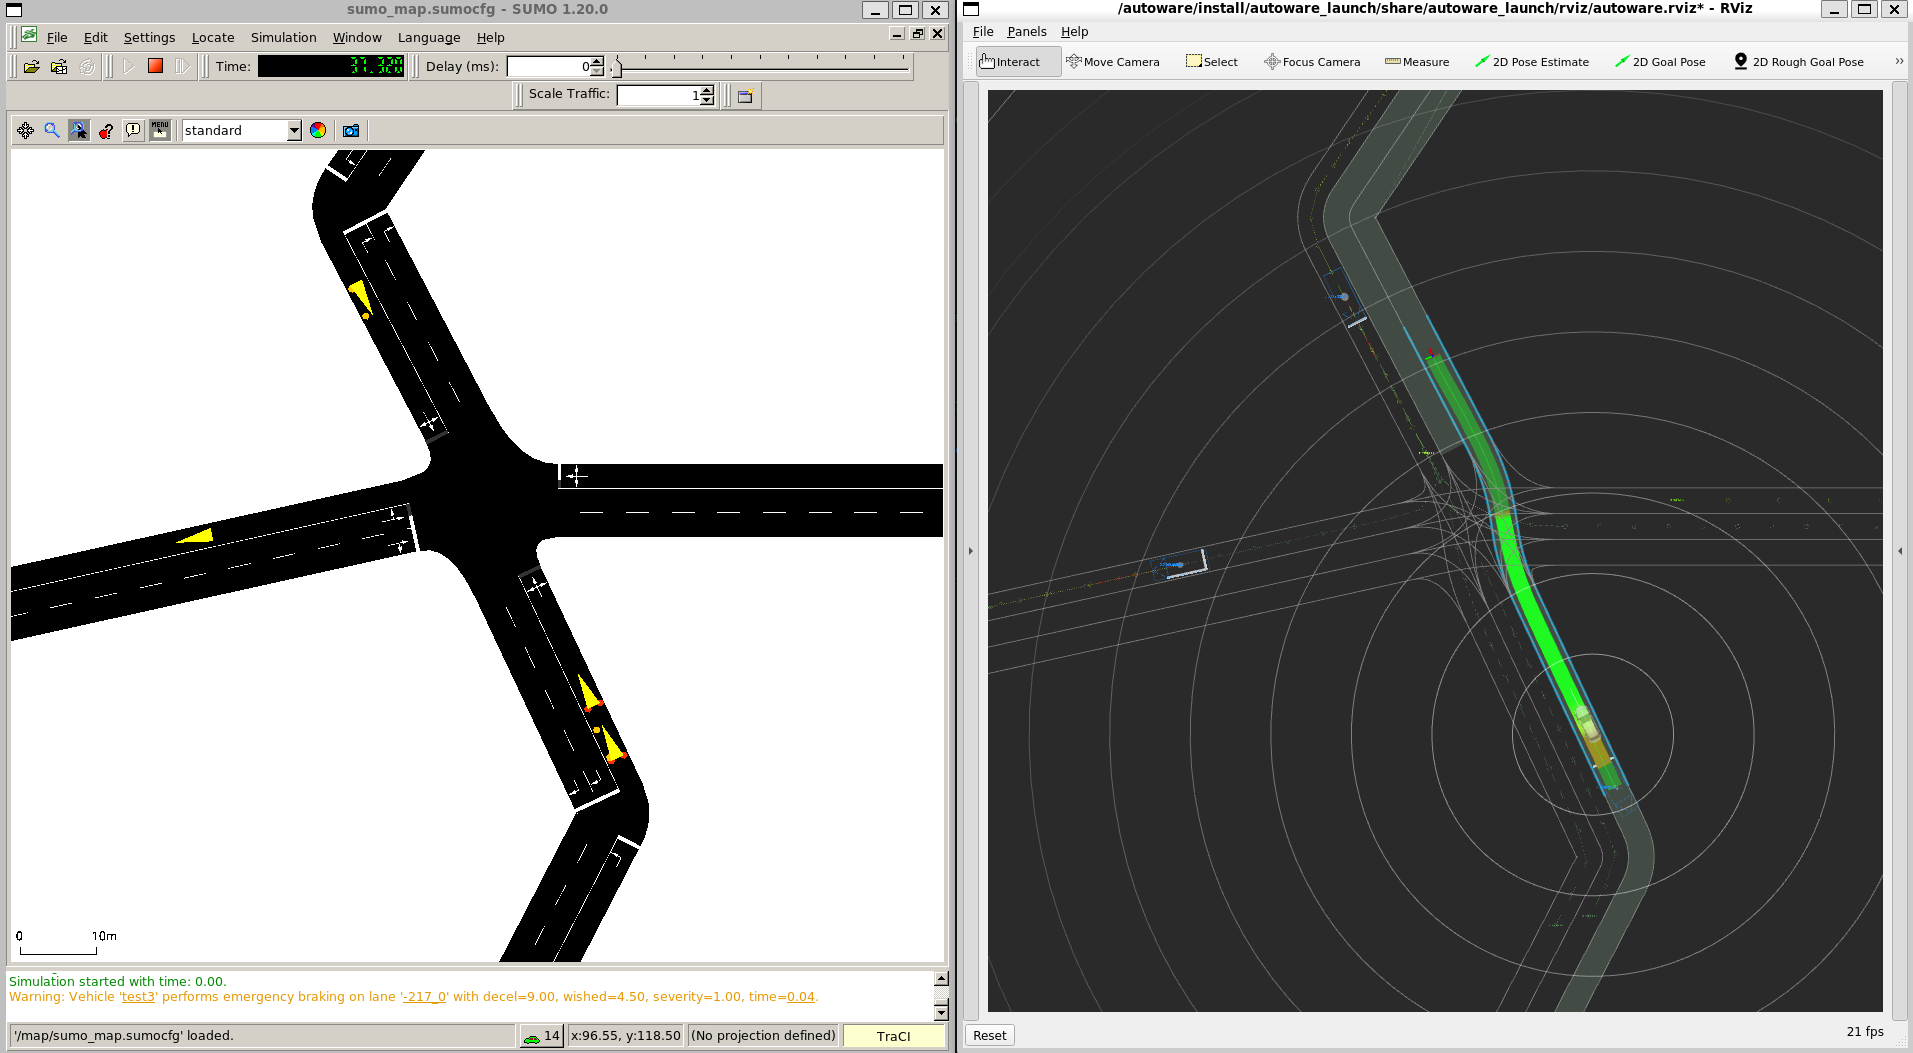 sumo_map.sumocfg - SUMO 1.20.0
File Edit Settings Locate Simulation Window Language Help
Time: 37.320 Delay (ms): 0
Scale Traffic: 1
MENU
standard
0 10m
Simulation started with time: 0.00.
Warning: Vehicle 'test3' performs emergency braking on lane '-217_0' with decel=9.00, wished=4.50, severity=1.00, time=0.04.
'/map/sumo_map.sumocfg' loaded. 14 x:96.55, y:118.50 (No projection defined) TraCI
/autoware/install/autoware_launch/share/autoware_launch/rviz/autoware.rviz* - RViz
File Panels Help
Interact Move Camera Select Focus Camera Measure 2D Pose Estimate 2D Goal Pose 2D Rough Goal Pose »
Reset 21 fps